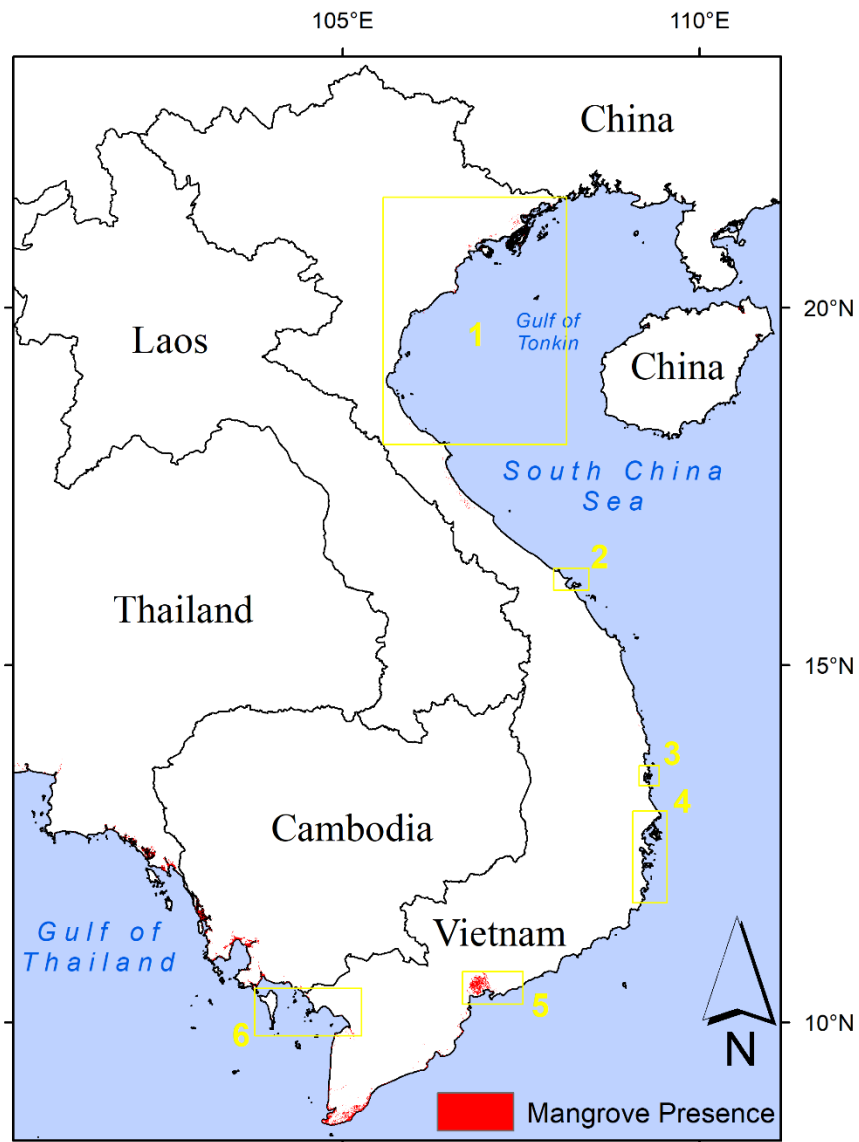 105°E
110°E
China
20°N
Laos
1
Gulf of
Tonkin
China
South China
Sea
2
Thailand
15°N
3
4
Cambodia
Gulf of
Thailand
Vietnam
5
10°N
6
N
Mangrove Presence